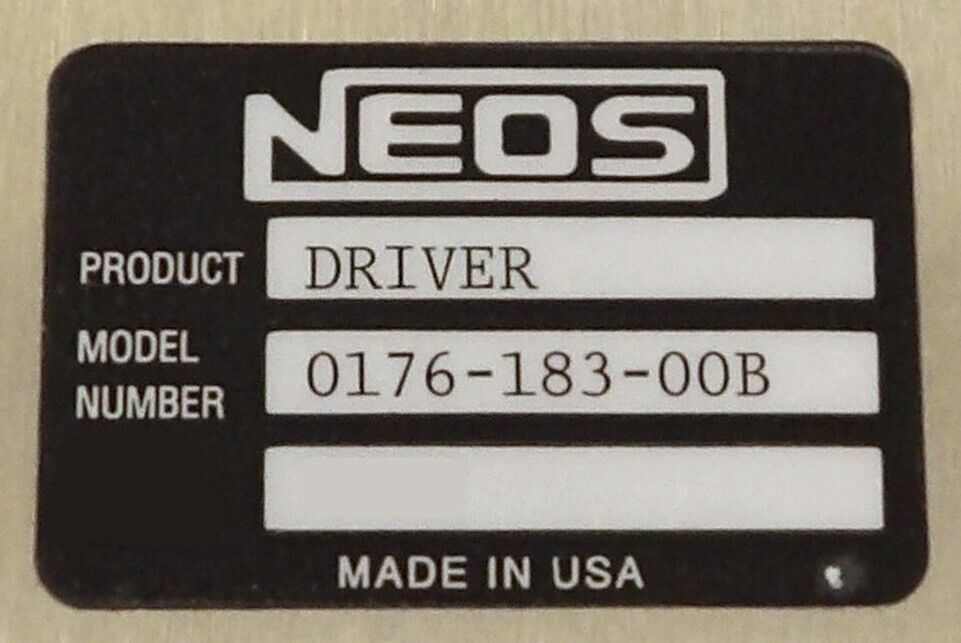 NEOS
PRODUCT DRIVER
MODEL NUMBER 0176-183-00B
MADE IN USA